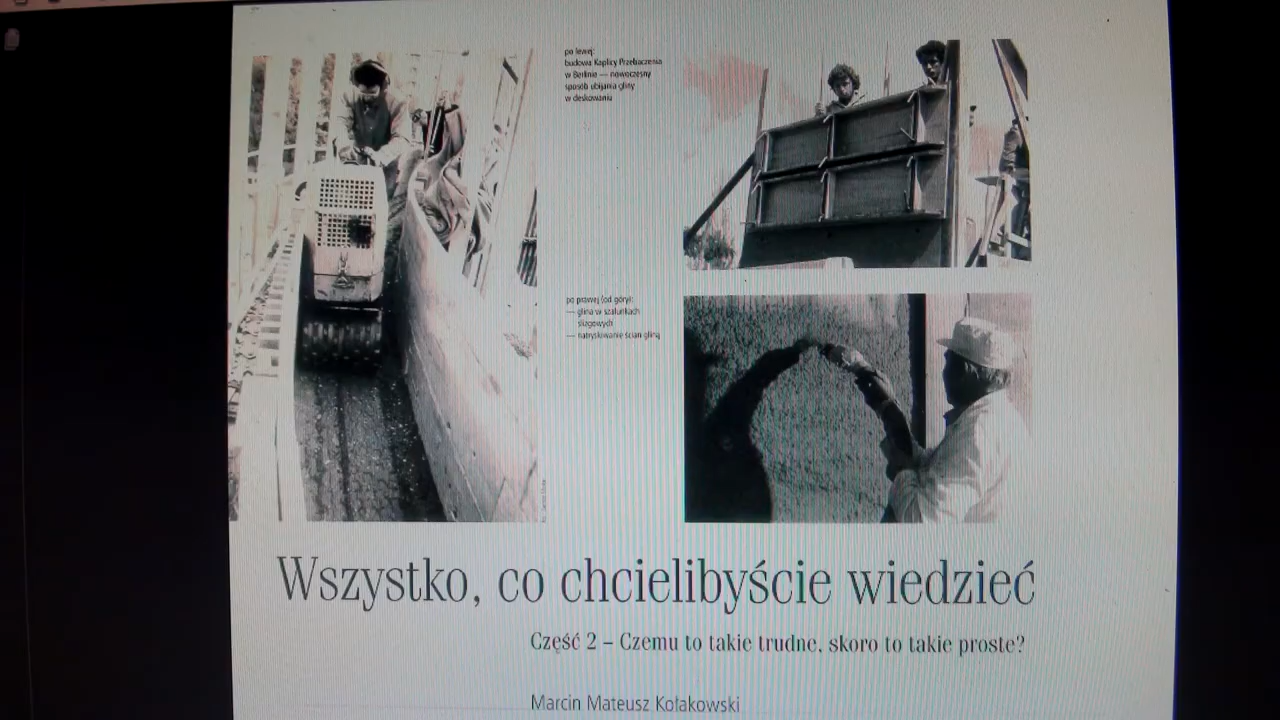 po lewej:
budowa Kaplicy Przebaczenia
w Berlinie — nowoczesny
sposób ubijania gliny
w deskowaniu
po prawej (od góry):
— glina w szalunkach
ślizgowych
— natryskiwanie ścian gliną
Wszystko, co chcielibyście wiedzieć
Część 2 – Czemu to takie trudne, skoro to takie proste?
Marcin Mateusz Kołakowski